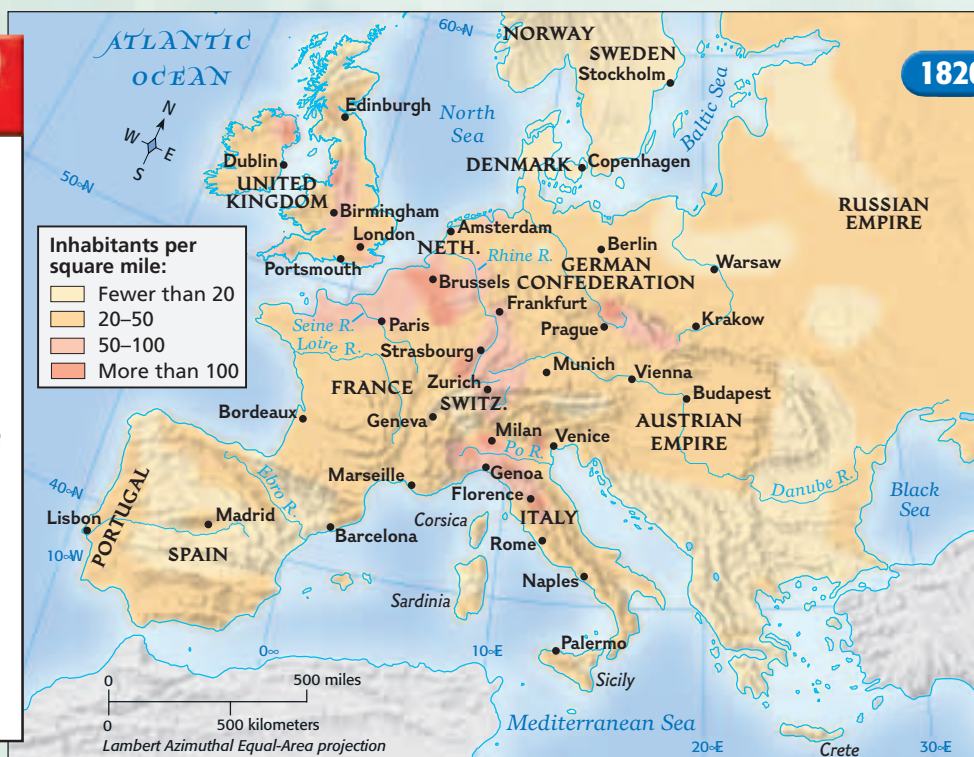 1820
ATLANTIC
OCEAN
60°N
NORWAY
SWEDEN
Stockholm
Baltic Sea
North
Sea
Edinburgh
N
W
E
S
50°N
Dublin
UNITED
KINGDOM
Birmingham
London
Portsmouth
DENMARK
Copenhagen
RUSSIAN
EMPIRE
Amsterdam
NETH.
Rhine R.
Berlin
GERMAN
CONFEDERATION
Warsaw
Brussels
Frankfurt
Prague
Krakow
Inhabitants per
square mile:
Fewer than 20
20–50
50–100
More than 100
Seine R.
Paris
Loire R.
Strasbourg
Munich
Vienna
FRANCE
Zurich
SWITZ.
Budapest
Bordeaux
Geneva
AUSTRIAN
EMPIRE
Milan
Po R.
Venice
Marseille
Genoa
Florence
Danube R.
Black
Sea
40°N
Ebro R.
Lisbon
PORTUGAL
Madrid
Corsica
ITALY
10°W
SPAIN
Barcelona
Rome
Naples
Sardinia
0°
10°E
Palermo
Sicily
0
500 miles
0
500 kilometers
Lambert Azimuthal Equal-Area projection
Mediterranean Sea
20°E
Crete
30°E